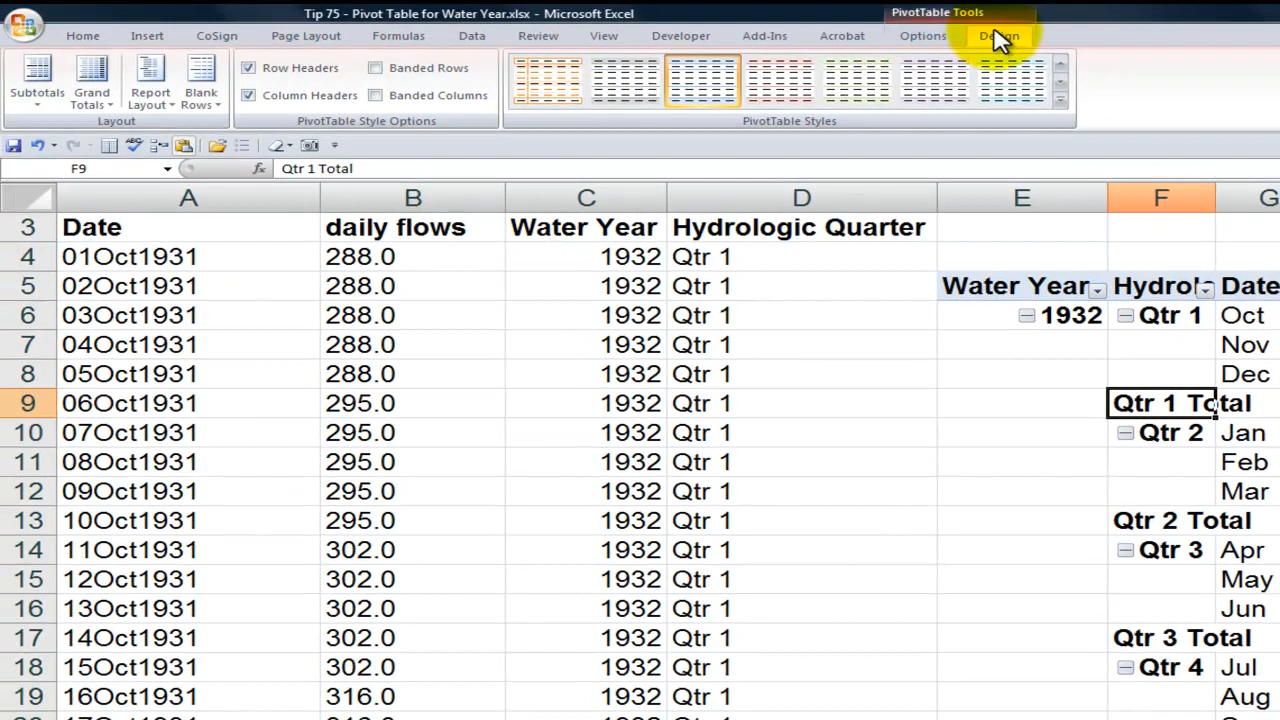 Tip 75 - Pivot Table for Water Year.xlsx - Microsoft Excel
PivotTable Tools
Home Insert CoSign Page Layout Formulas Data Review View Developer Add-Ins Acrobat Options Design
Row Headers Banded Rows
Subtotals Grand Totals Report Layout Blank Rows
Column Headers Banded Columns
Layout PivotTable Style Options PivotTable Styles
F9 fx Qtr 1 Total
A B C D E F G
3 Date daily flows Water Year Hydrologic Quarter
4 01Oct1931 288.0 1932 Qtr 1
5 02Oct1931 288.0 1932 Qtr 1 Water Year Hydrol Date
6 03Oct1931 288.0 1932 Qtr 1 1932 Qtr 1 Oct
7 04Oct1931 288.0 1932 Qtr 1 Nov
8 05Oct1931 288.0 1932 Qtr 1 Dec
9 06Oct1931 295.0 1932 Qtr 1 Qtr 1 Total
10 07Oct1931 295.0 1932 Qtr 1 Qtr 2 Jan
11 08Oct1931 295.0 1932 Qtr 1 Feb
12 09Oct1931 295.0 1932 Qtr 1 Mar
13 10Oct1931 295.0 1932 Qtr 1 Qtr 2 Total
14 11Oct1931 302.0 1932 Qtr 1 Qtr 3 Apr
15 12Oct1931 302.0 1932 Qtr 1 May
16 13Oct1931 302.0 1932 Qtr 1 Jun
17 14Oct1931 302.0 1932 Qtr 1 Qtr 3 Total
18 15Oct1931 302.0 1932 Qtr 1 Qtr 4 Jul
19 16Oct1931 316.0 1932 Qtr 1 Aug